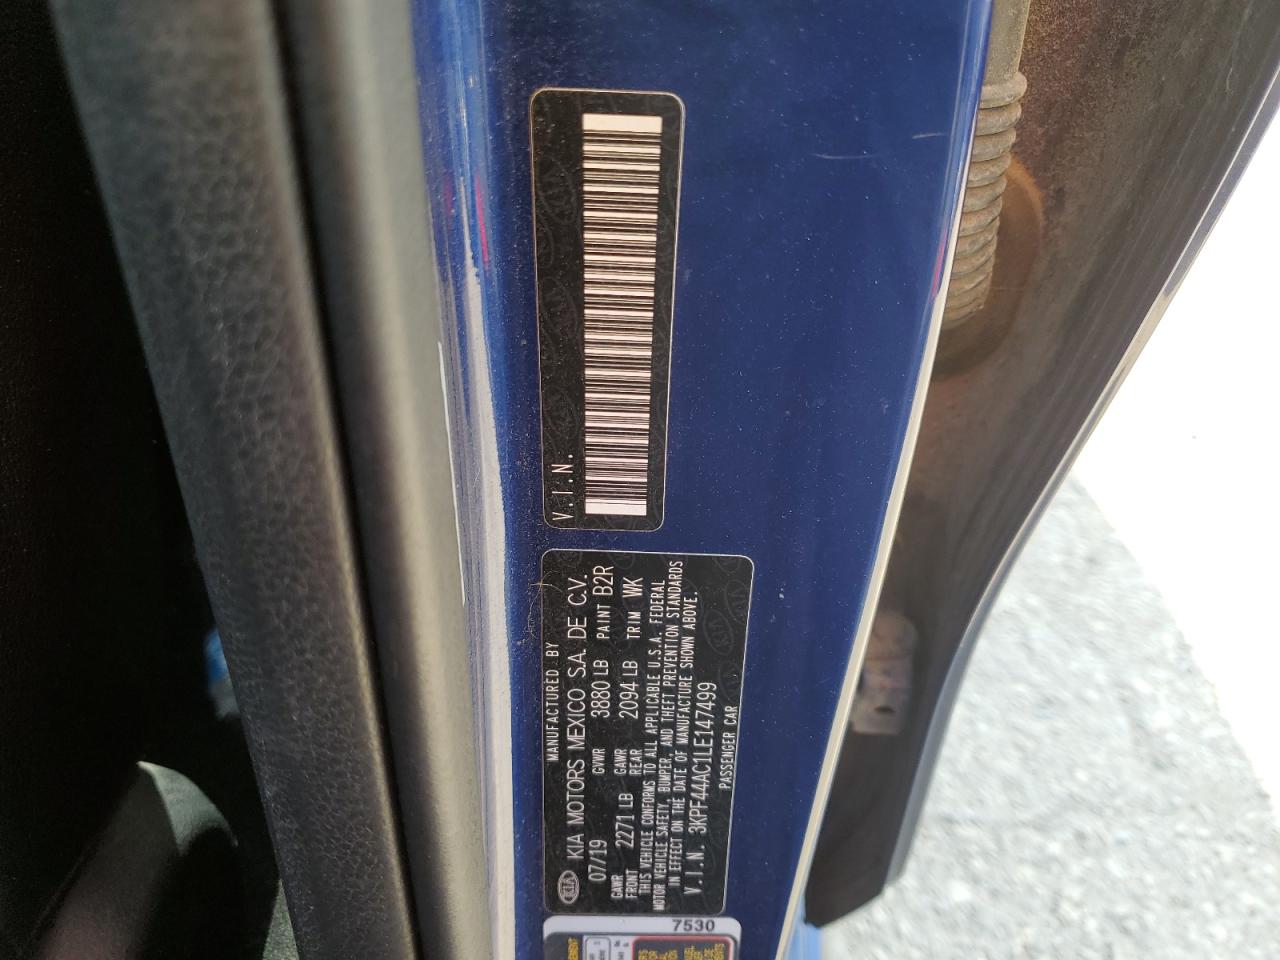 V.I.N.
MANUFACTURED BY
KIA KIA MOTORS MEXICO S.A. DE C.V.
07/19 GVWR 3880 LB PAINT B2R
GAWR FRONT 2271 LB GAWR REAR 2094 LB TRIM WK
THIS VEHICLE CONFORMS TO ALL APPLICABLE U.S.A. FEDERAL
MOTOR VEHICLE SAFETY, BUMPER, AND THEFT PREVENTION STANDARDS
IN EFFECT ON THE DATE OF MANUFACTURE SHOWN ABOVE.
V.I.N. 3KPF44AC1LE147499
PASSENGER CAR
7530